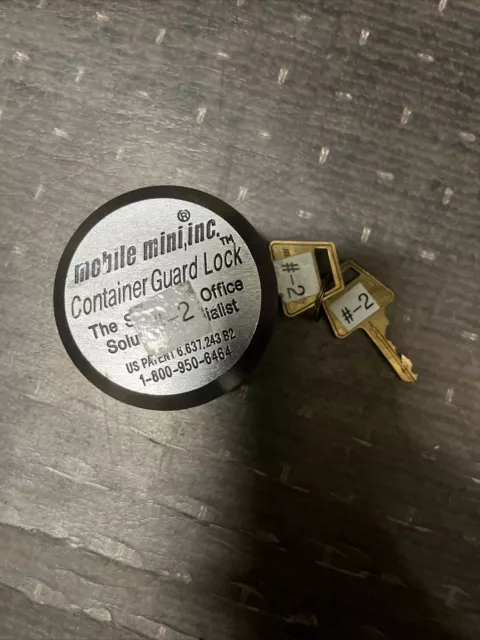 mobile mini, inc.®
Container Guard Lock™
The S Office
Solu ialist
#-2
US PATENT 6.637.243 B2
1-800-950-6464
#-2
#-2